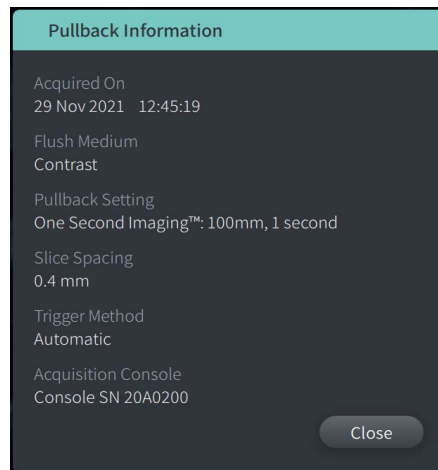 Pullback Information
Acquired On
29 Nov 2021 12:45:19
Flush Medium
Contrast
Pullback Setting
One Second Imaging™: 100mm, 1 second
Slice Spacing
0.4 mm
Trigger Method
Automatic
Acquisition Console
Console SN 20A0200
Close